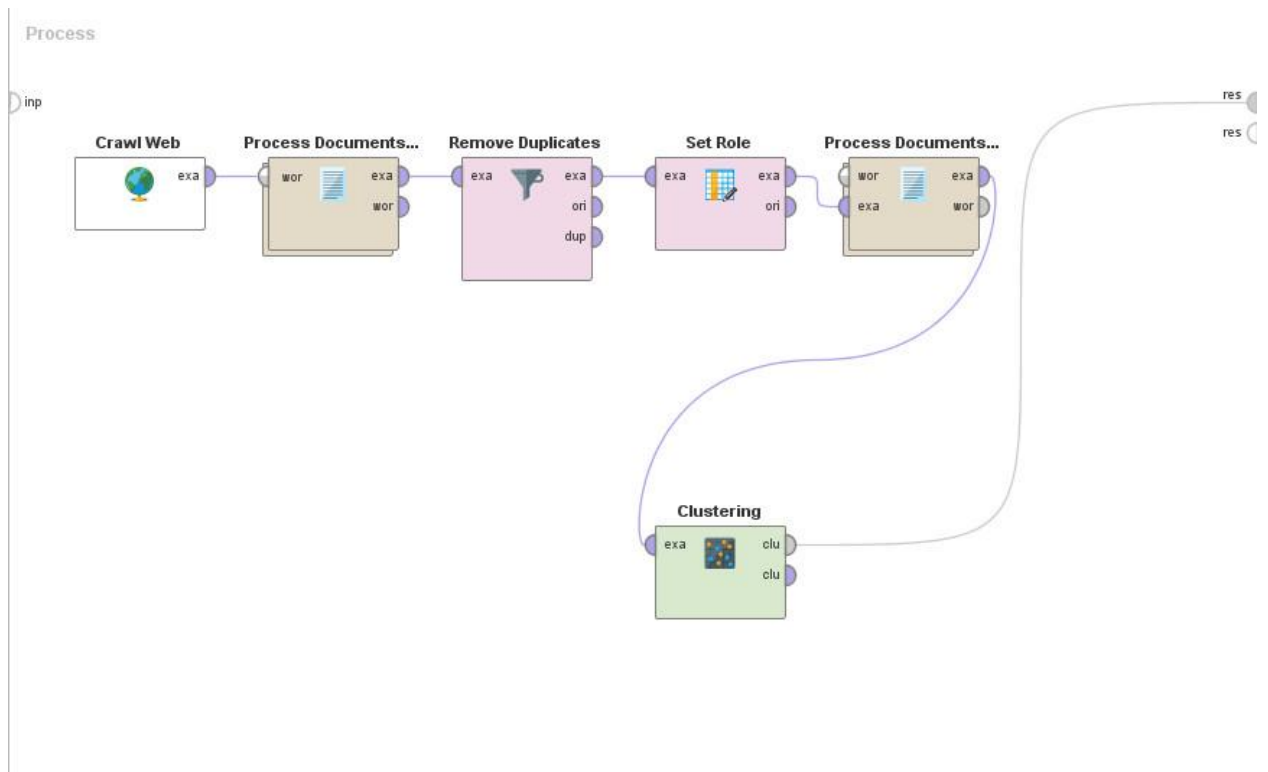 Process
inp
res
res
Crawl Web
exa
Process Documents...
wor
exa
wor
Remove Duplicates
exa
exa
ori
dup
Set Role
exa
exa
ori
Process Documents...
wor
exa
exa
wor
Clustering
exa
clu
clu